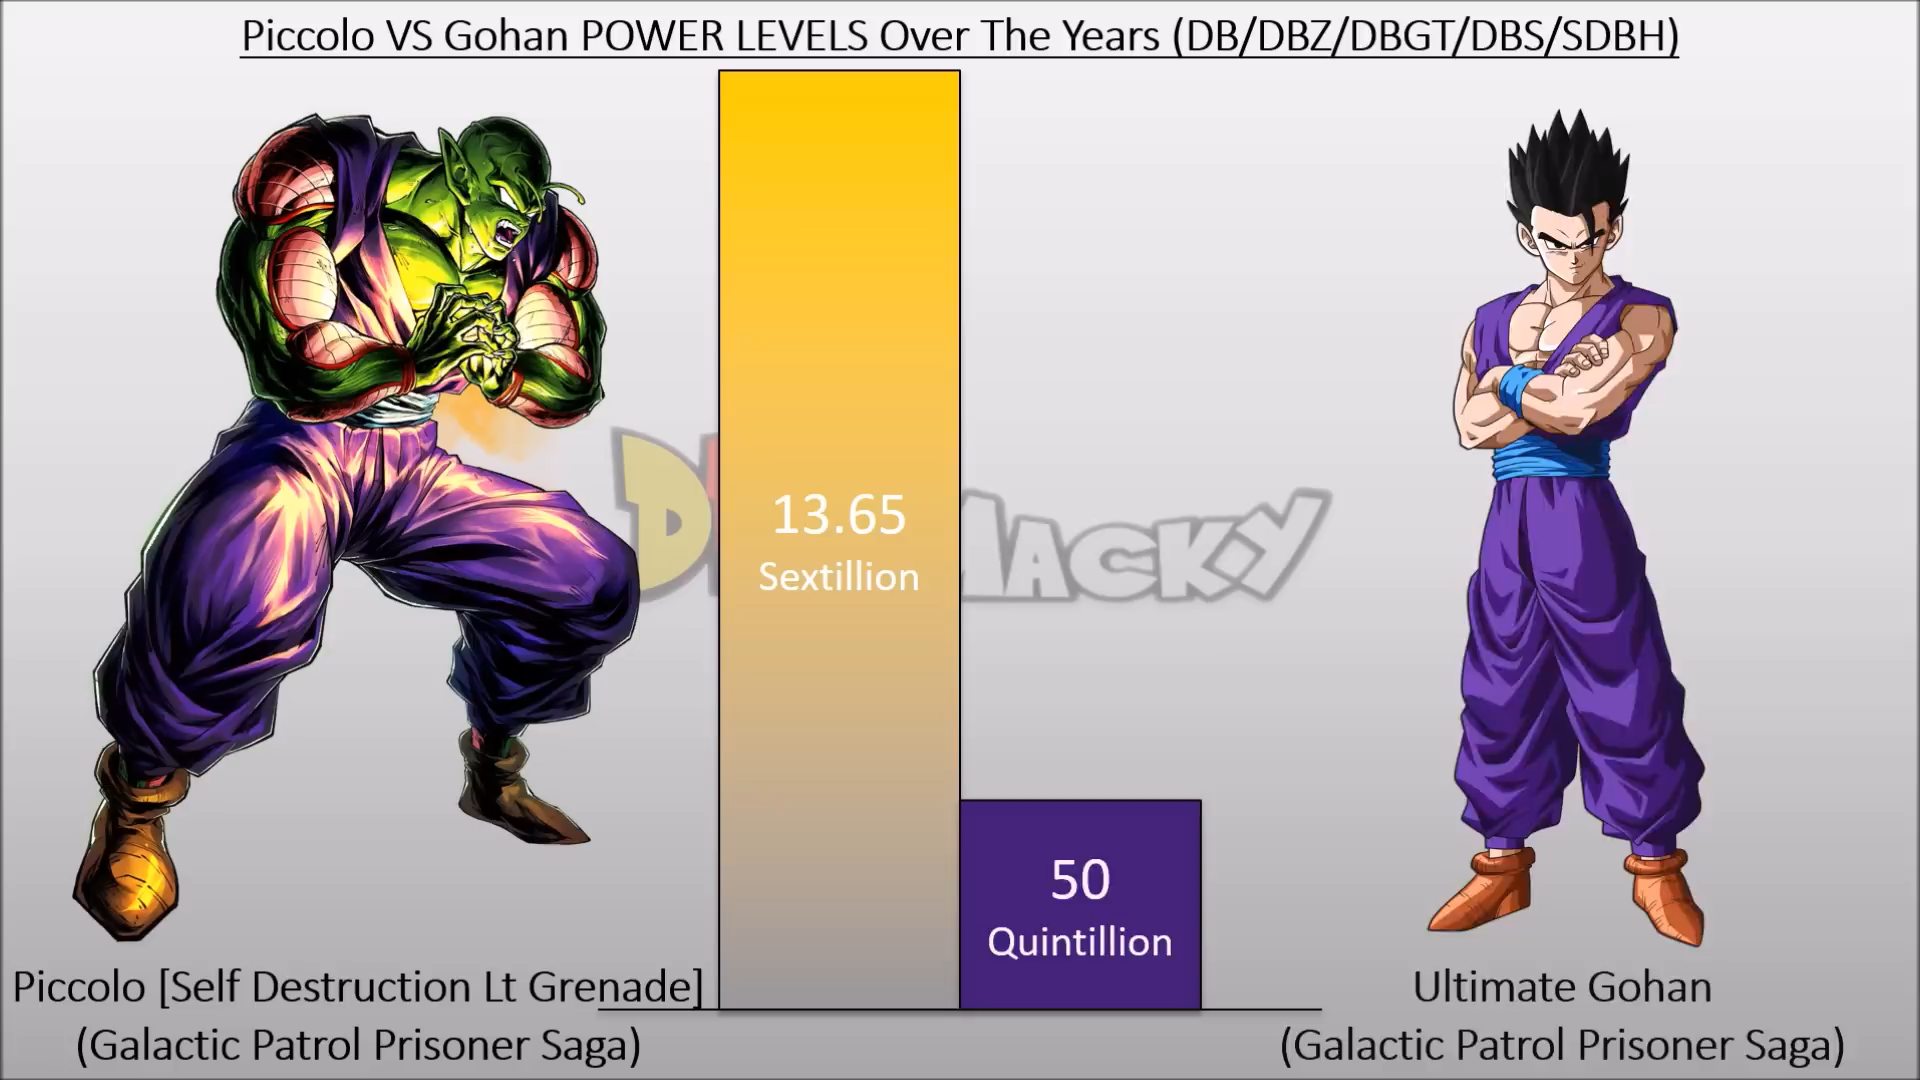 Piccolo VS Gohan POWER LEVELS Over The Years (DB/DBZ/DBGT/DBS/SDBH)
13.65
Sextillion
50
Quintillion
Piccolo [Self Destruction Lt Grenade]
(Galactic Patrol Prisoner Saga)
Ultimate Gohan
(Galactic Patrol Prisoner Saga)